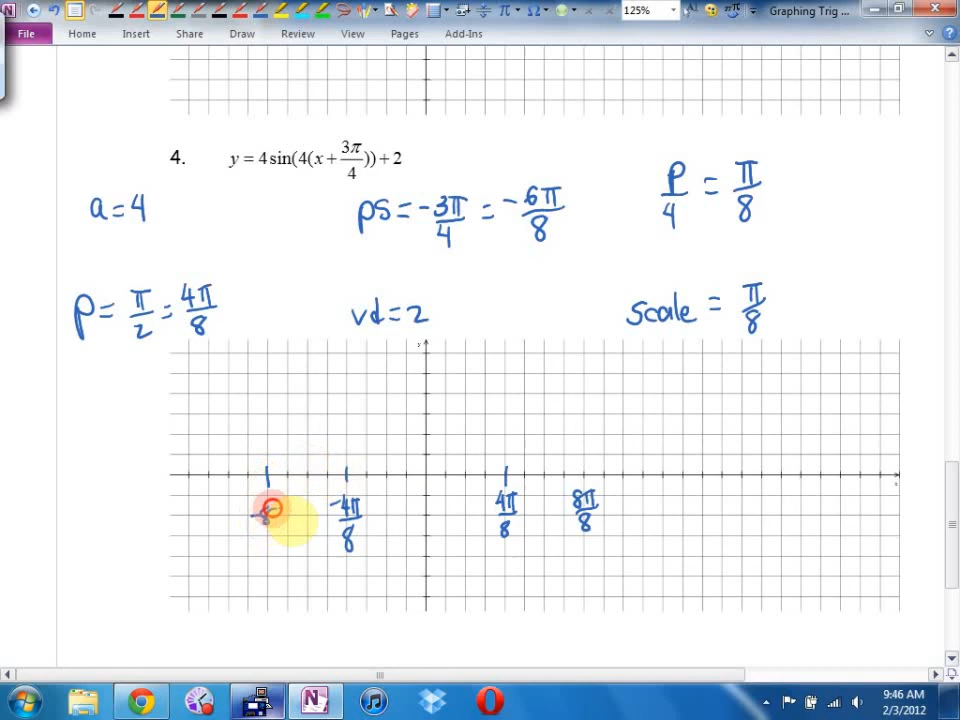 125%
Graphing Trig ...
File Home Insert Share Draw Review View Pages Add-Ins
4. y = 4 sin(4(x + 3π/4)) + 2
a = 4
ps = -3π/4 = -6π/8
P/4 = π/8
p = π/2 = 4π/8
vd = 2
scale = π/8
y
-4π/8
4π/8
8π/8
9:46 AM
2/3/2012